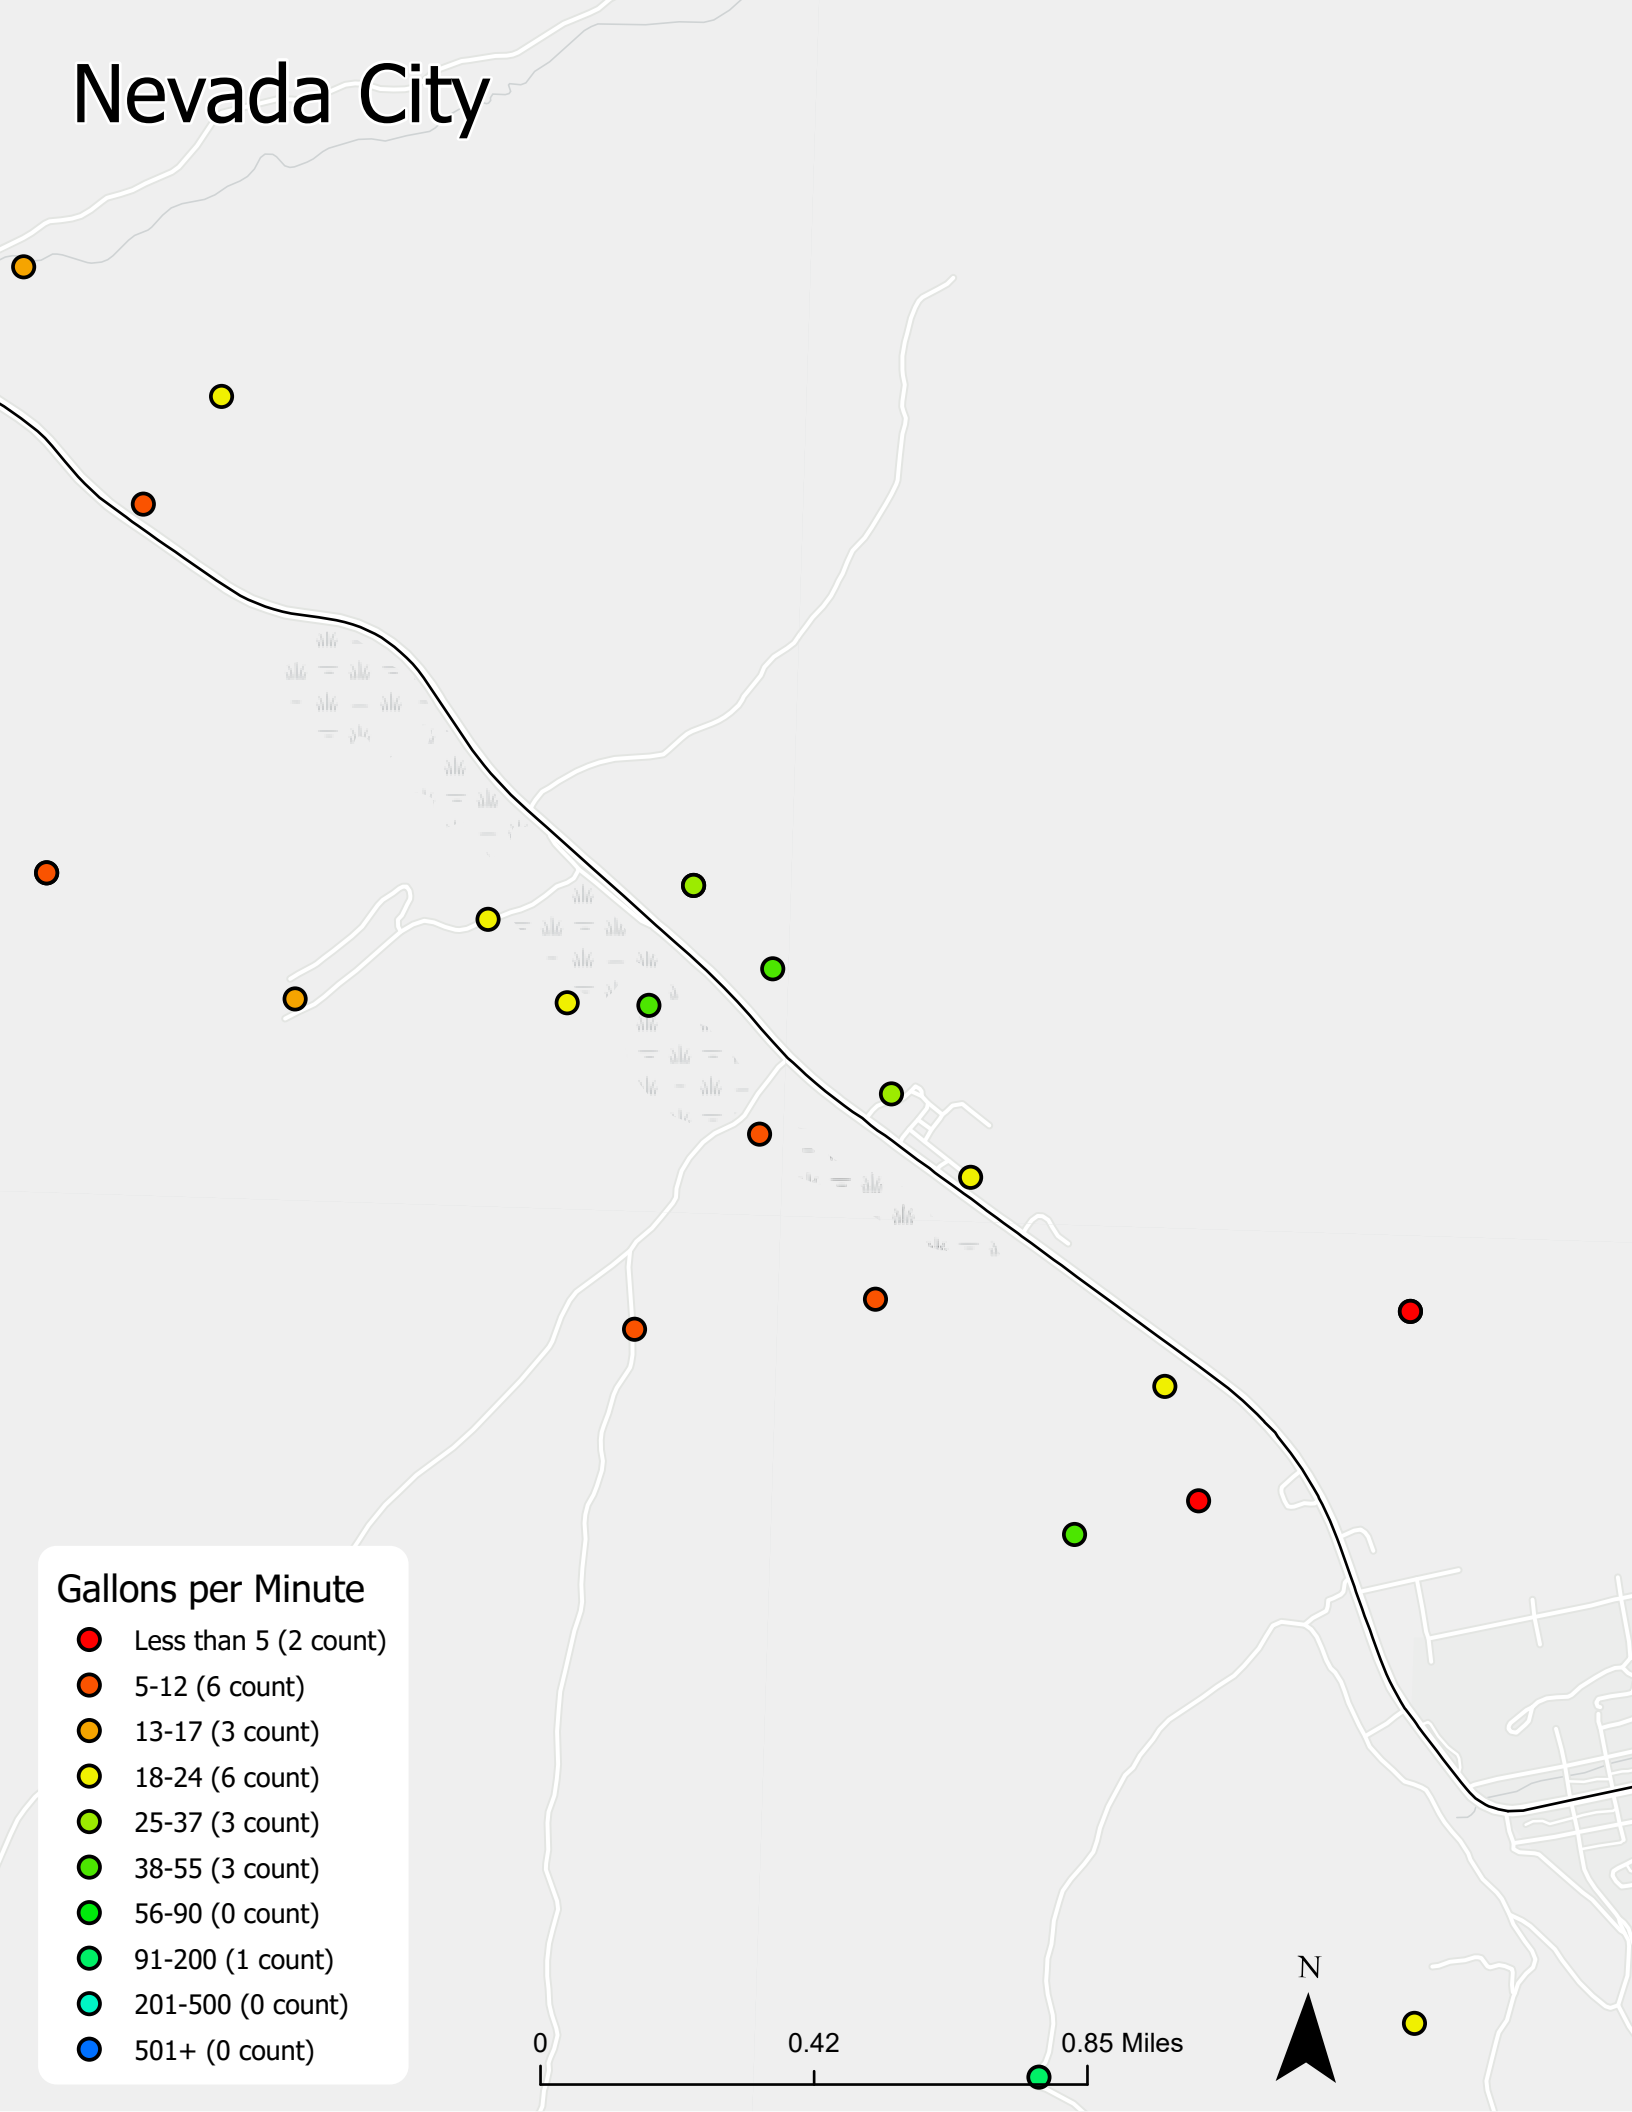 Nevada City
Gallons per Minute
Less than 5 (2 count)
5-12 (6 count)
13-17 (3 count)
18-24 (6 count)
25-37 (3 count)
38-55 (3 count)
56-90 (0 count)
91-200 (1 count)
201-500 (0 count)
501+ (0 count)
0 0.42 0.85 Miles
N